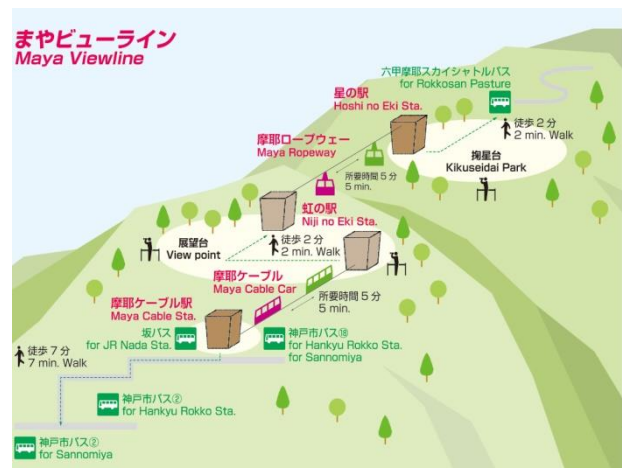 まやビューライン
Maya Viewline
六甲摩耶スカイシャトルバス
for Rokkosan Pasture
星の駅
Hoshi no Eki Sta.
徒歩2分
2 min. Walk
摩耶ロープウェー
Maya Ropeway
掬星台
Kikuseidai Park
所要時間5分
5 min.
虹の駅
Niji no Eki Sta.
展望台
View point
徒歩2分
2 min. Walk
摩耶ケーブル
Maya Cable Car
所要時間5分
5 min.
摩耶ケーブル駅
Maya Cable Sta.
坂バス
for JR Nada Sta.
神戸市バス⑱
for Hankyu Rokko Sta.
for Sannomiya
徒歩7分
7 min. Walk
神戸市バス②
for Hankyu Rokko Sta.
神戸市バス②
for Sannomiya